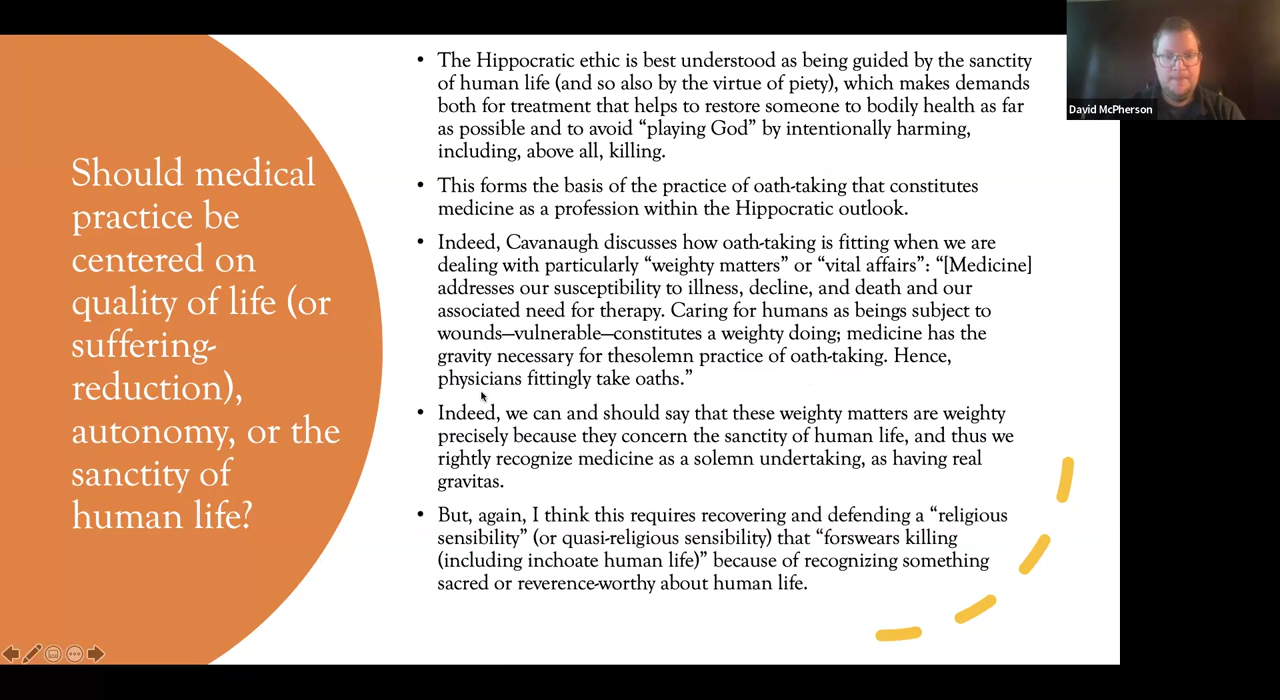 Should medical
practice be
centered on
quality of life (or
suffering-
reduction),
autonomy, or the
sanctity of
human life?
• The Hippocratic ethic is best understood as being guided by the sanctity
of human life (and so also by the virtue of piety), which makes demands
both for treatment that helps to restore someone to bodily health as far
as possible and to avoid “playing God” by intentionally harming,
including, above all, killing.
• This forms the basis of the practice of oath-taking that constitutes
medicine as a profession within the Hippocratic outlook.
• Indeed, Cavanaugh discusses how oath-taking is fitting when we are
dealing with particularly “weighty matters” or “vital affairs”: “[Medicine]
addresses our susceptibility to illness, decline, and death and our
associated need for therapy. Caring for humans as beings subject to
wounds—vulnerable—constitutes a weighty doing; medicine has the
gravity necessary for thesolemn practice of oath-taking. Hence,
physicians fittingly take oaths.”
• Indeed, we can and should say that these weighty matters are weighty
precisely because they concern the sanctity of human life, and thus we
rightly recognize medicine as a solemn undertaking, as having real
gravitas.
• But, again, I think this requires recovering and defending a “religious
sensibility” (or quasi-religious sensibility) that “forswears killing
(including inchoate human life)” because of recognizing something
sacred or reverence-worthy about human life.
David McPherson